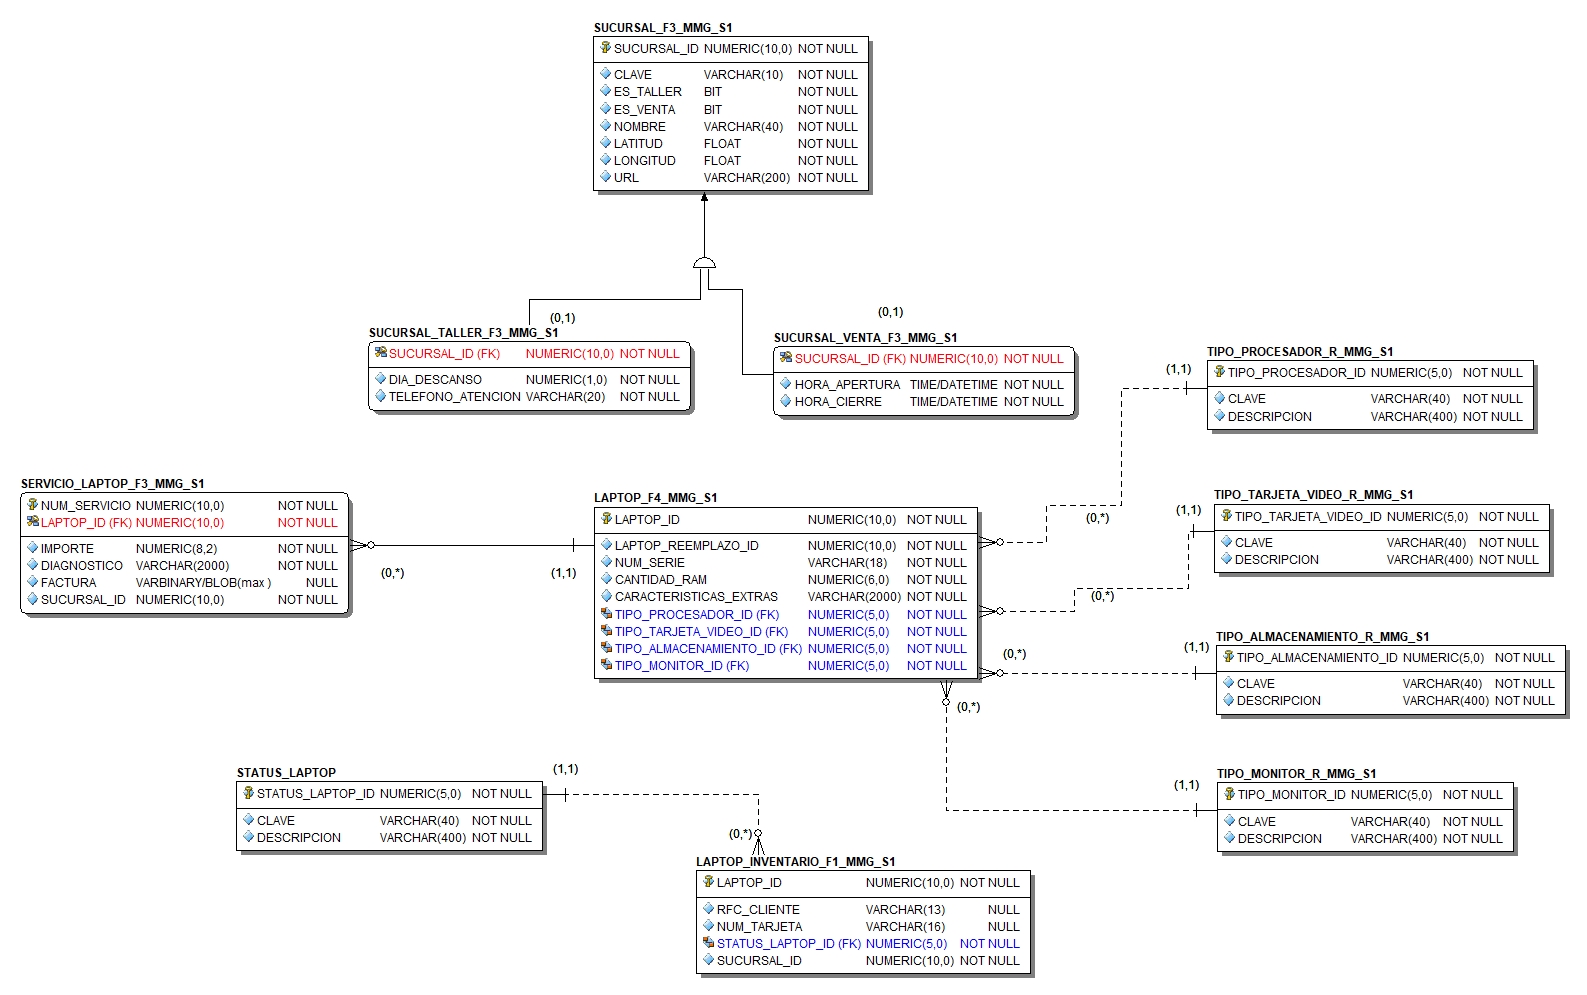 SUCURSAL_F3_MMG_S1
SUCURSAL_ID NUMERIC(10,0) NOT NULL
CLAVE VARCHAR(10) NOT NULL
ES_TALLER BIT NOT NULL
ES_VENTA BIT NOT NULL
NOMBRE VARCHAR(40) NOT NULL
LATITUD FLOAT NOT NULL
LONGITUD FLOAT NOT NULL
URL VARCHAR(200) NOT NULL
(0,1)
(0,1)
SUCURSAL_TALLER_F3_MMG_S1
SUCURSAL_ID (FK) NUMERIC(10,0) NOT NULL
DIA_DESCANSO NUMERIC(1,0) NOT NULL
TELEFONO_ATENCION VARCHAR(20) NOT NULL
SUCURSAL_VENTA_F3_MMG_S1
SUCURSAL_ID (FK) NUMERIC(10,0) NOT NULL
HORA_APERTURA TIME/DATETIME NOT NULL
HORA_CIERRE TIME/DATETIME NOT NULL
TIPO_PROCESADOR_R_MMG_S1
(1,1)
TIPO_PROCESADOR_ID NUMERIC(5,0) NOT NULL
CLAVE VARCHAR(40) NOT NULL
DESCRIPCION VARCHAR(400) NOT NULL
SERVICIO_LAPTOP_F3_MMG_S1
NUM_SERVICIO NUMERIC(10,0) NOT NULL
LAPTOP_ID (FK) NUMERIC(10,0) NOT NULL
IMPORTE NUMERIC(8,2) NOT NULL
DIAGNOSTICO VARCHAR(2000) NOT NULL
FACTURA VARBINARY/BLOB(max ) NULL
SUCURSAL_ID NUMERIC(10,0) NOT NULL
(0,*)
(1,1)
LAPTOP_F4_MMG_S1
LAPTOP_ID NUMERIC(10,0) NOT NULL
LAPTOP_REEMPLAZO_ID NUMERIC(10,0) NOT NULL
NUM_SERIE VARCHAR(18) NOT NULL
CANTIDAD_RAM NUMERIC(6,0) NOT NULL
CARACTERISTICAS_EXTRAS VARCHAR(2000) NOT NULL
TIPO_PROCESADOR_ID (FK) NUMERIC(5,0) NOT NULL
TIPO_TARJETA_VIDEO_ID (FK) NUMERIC(5,0) NOT NULL
TIPO_ALMACENAMIENTO_ID (FK) NUMERIC(5,0) NOT NULL
TIPO_MONITOR_ID (FK) NUMERIC(5,0) NOT NULL
(0,*)
(1,1)
TIPO_TARJETA_VIDEO_R_MMG_S1
TIPO_TARJETA_VIDEO_ID NUMERIC(5,0) NOT NULL
CLAVE VARCHAR(40) NOT NULL
DESCRIPCION VARCHAR(400) NOT NULL
(0,*)
(0,*)
(1,1)
TIPO_ALMACENAMIENTO_R_MMG_S1
TIPO_ALMACENAMIENTO_ID NUMERIC(5,0) NOT NULL
CLAVE VARCHAR(40) NOT NULL
DESCRIPCION VARCHAR(400) NOT NULL
(0,*)
(1,1)
TIPO_MONITOR_R_MMG_S1
TIPO_MONITOR_ID NUMERIC(5,0) NOT NULL
CLAVE VARCHAR(40) NOT NULL
DESCRIPCION VARCHAR(400) NOT NULL
STATUS_LAPTOP
(1,1)
STATUS_LAPTOP_ID NUMERIC(5,0) NOT NULL
CLAVE VARCHAR(40) NOT NULL
DESCRIPCION VARCHAR(400) NOT NULL
(0,*)
LAPTOP_INVENTARIO_F1_MMG_S1
LAPTOP_ID NUMERIC(10,0) NOT NULL
RFC_CLIENTE VARCHAR(13) NULL
NUM_TARJETA VARCHAR(16) NULL
STATUS_LAPTOP_ID (FK) NUMERIC(5,0) NOT NULL
SUCURSAL_ID NUMERIC(10,0) NOT NULL